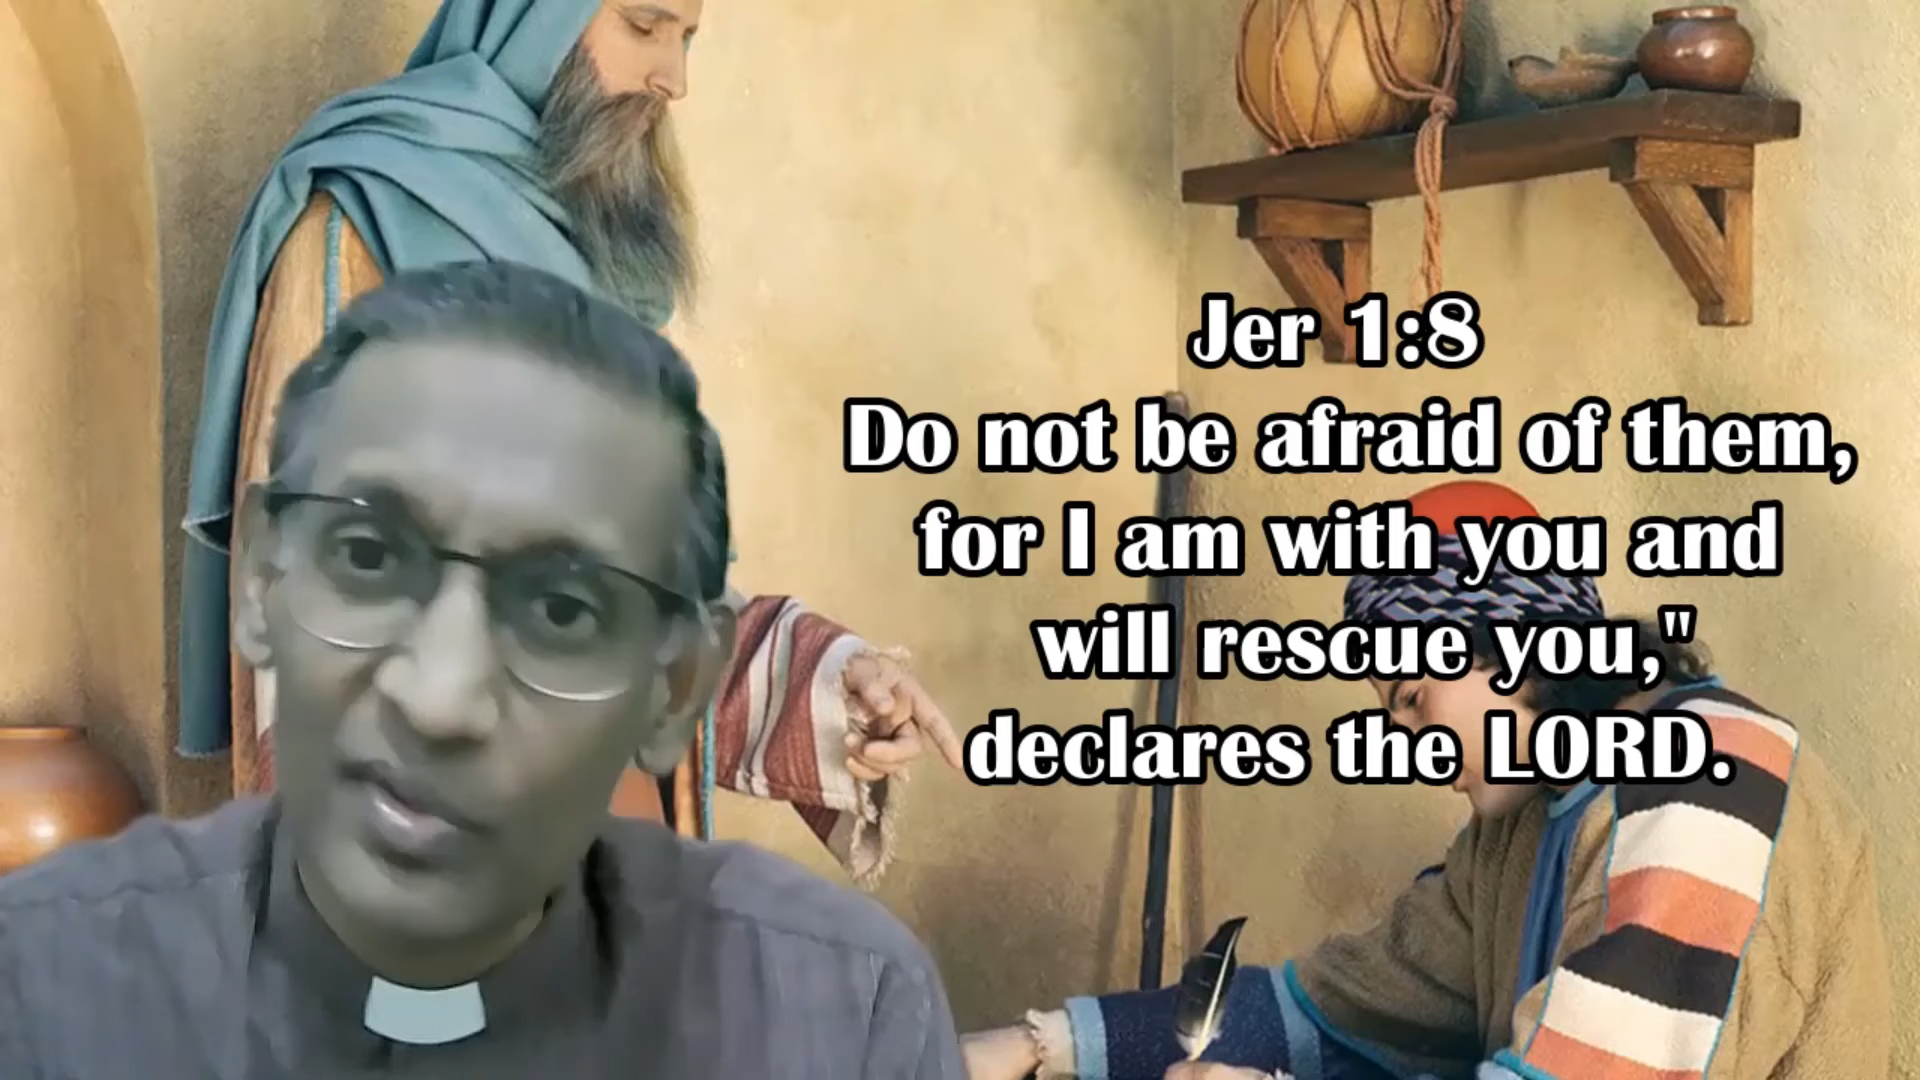 Jer 1:8
Do not be afraid of them,
for I am with you and
will rescue you,"
declares the LORD.